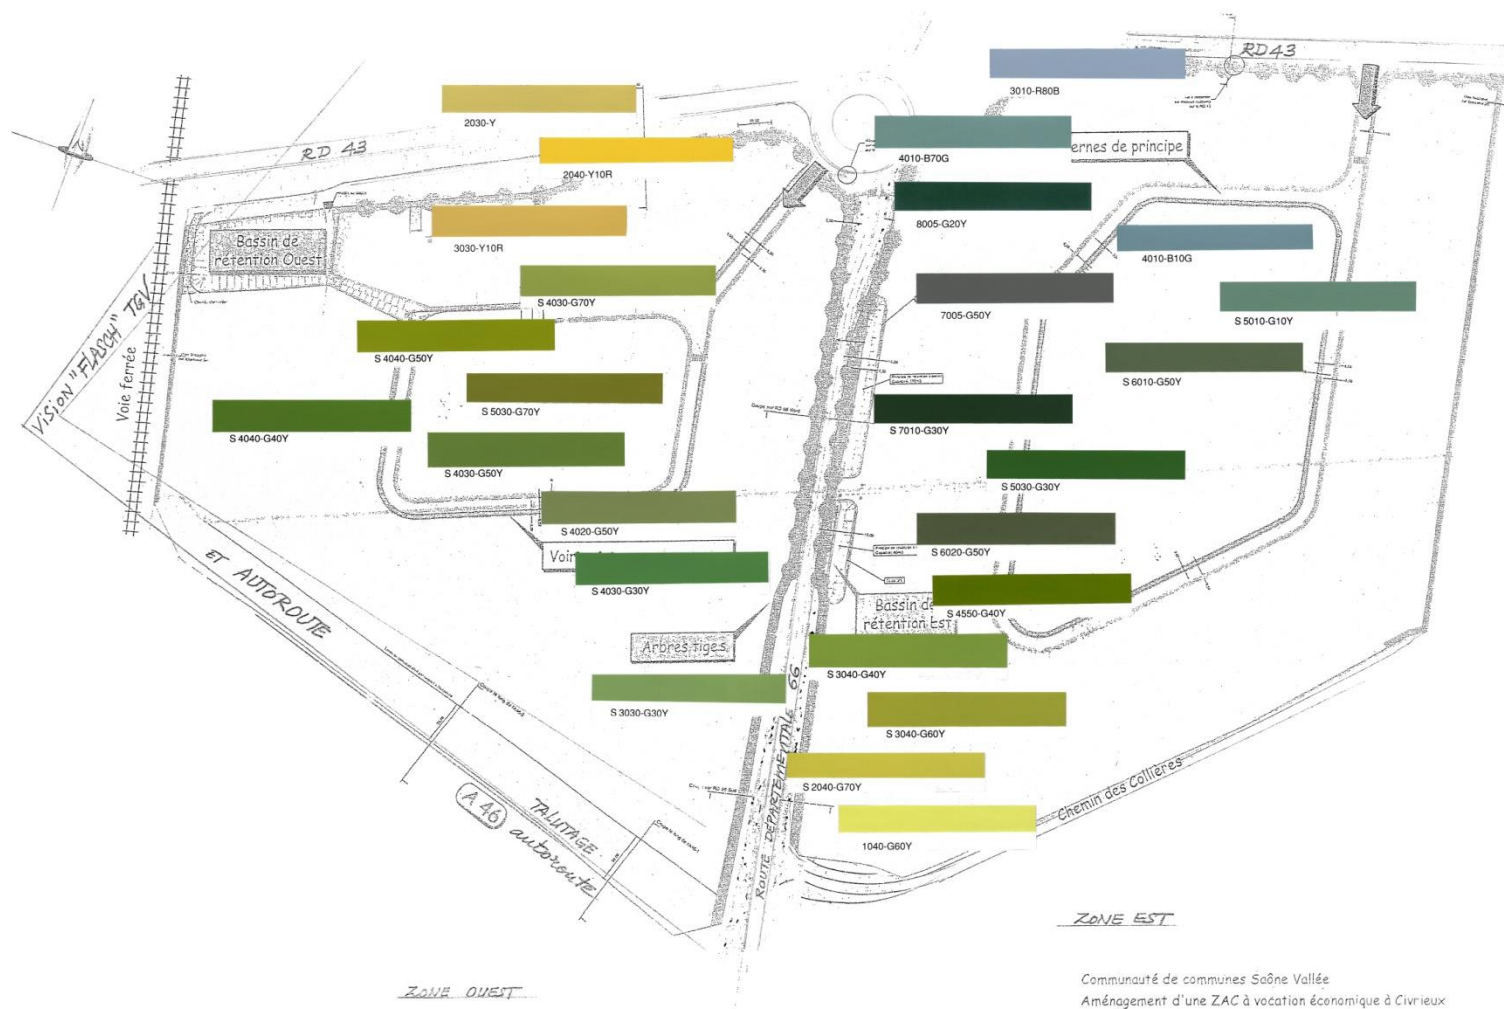 RD 43
3010-R80B
2030-Y
4010-B70G
ernes de principe
RD 43
2040-Y10R
8005-G20Y
3030-Y10R
Bassin de
rétention Ouest
4010-B10G
S 4030-G70Y
7005-G50Y
S 5010-G10Y
VISION "FLASCH" TGV
Voie ferrée
S 4040-G50Y
S 6010-G50Y
S 5030-G70Y
S 4040-G40Y
S 7010-G30Y
S 4030-G50Y
S 5030-G30Y
S 4020-G50Y
S 6020-G50Y
Voir
S 4030-G30Y
ET AUTOROUTE
Bassin de
rétention Est
S 4550-G40Y
Arbres tiges
S 3040-G40Y
S 3030-G30Y
S 3040-G60Y
ROUTE DÉPARTEMENTALE 66
S 2040-G70Y
Chemin des Collières
1040-G60Y
A 46
autoroute
TALUTAGE
ZONE EST
ZONE OUEST
Communauté de communes Saône Vallée
Aménagement d'une ZAC à vocation économique à Civrieux